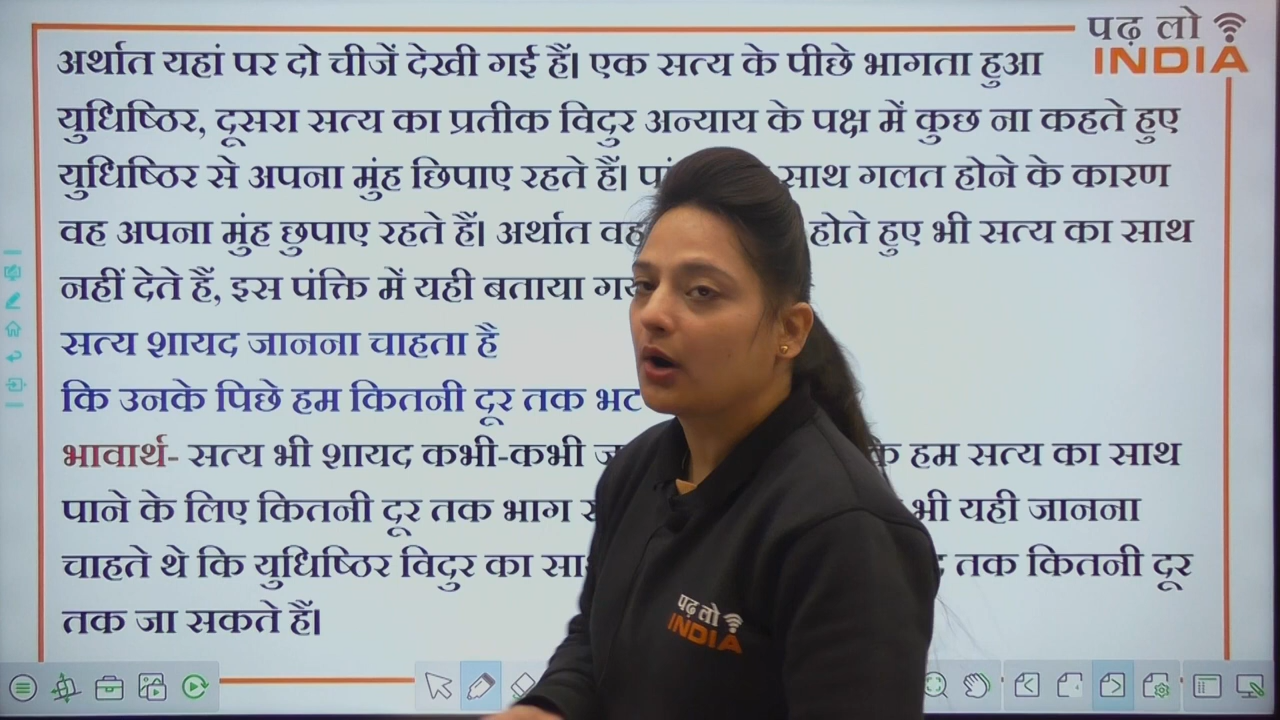 पढ़ लो
INDIA
अर्थात यहां पर दो चीजें देखी गई हैं। एक सत्य के पीछे भागता हुआ
युधिष्ठिर, दूसरा सत्य का प्रतीक विदुर अन्याय के पक्ष में कुछ ना कहते हुए
युधिष्ठिर से अपना मुंह छिपाए रहते हैं। साथ गलत होने के कारण
वह अपना मुंह छुपाए रहते हैं। अर्थात वह होते हुए भी सत्य का साथ
नहीं देते हैं, इस पंक्ति में यही बताया
सत्य शायद जानना चाहता है
कि उनके पिछे हम कितनी दूर तक
भावार्थ- सत्य भी शायद कभी-कभी हम सत्य का साथ
पाने के लिए कितनी दूर तक भाग भी यही जानना
चाहते थे कि युधिष्ठिर विदुर का तक कितनी दूर
तक जा सकते हैं।
पढ़ लो
INDIA